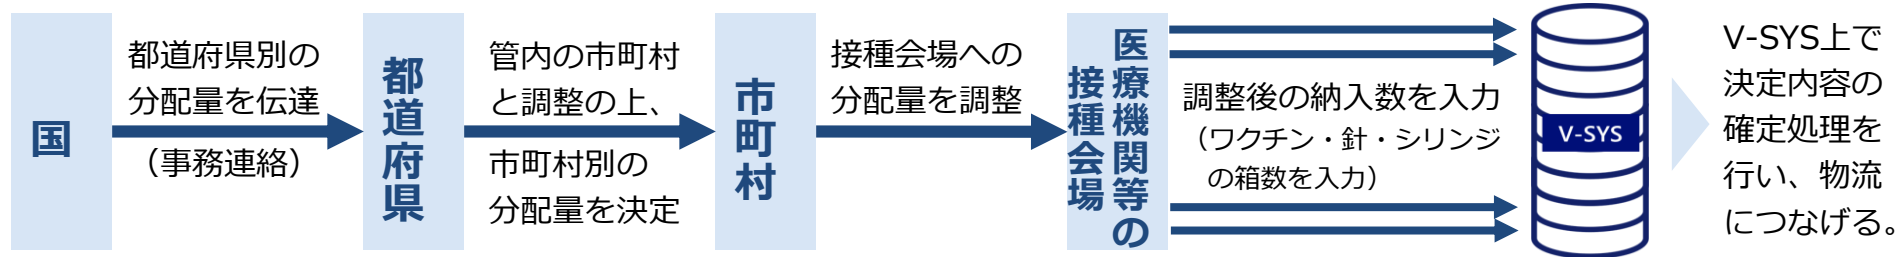 国
都道府県別の
分配量を伝達
（事務連絡）
都道府県
管内の市町村
と調整の上、
市町村別の
分配量を決定
市町村
接種会場への
分配量を調整
医療機関等の
接種会場
調整後の納入数を入力
（ワクチン・針・シリンジ
の箱数を入力）
V-SYS
V-SYS上で
決定内容の
確定処理を
行い、物流
につなげる。